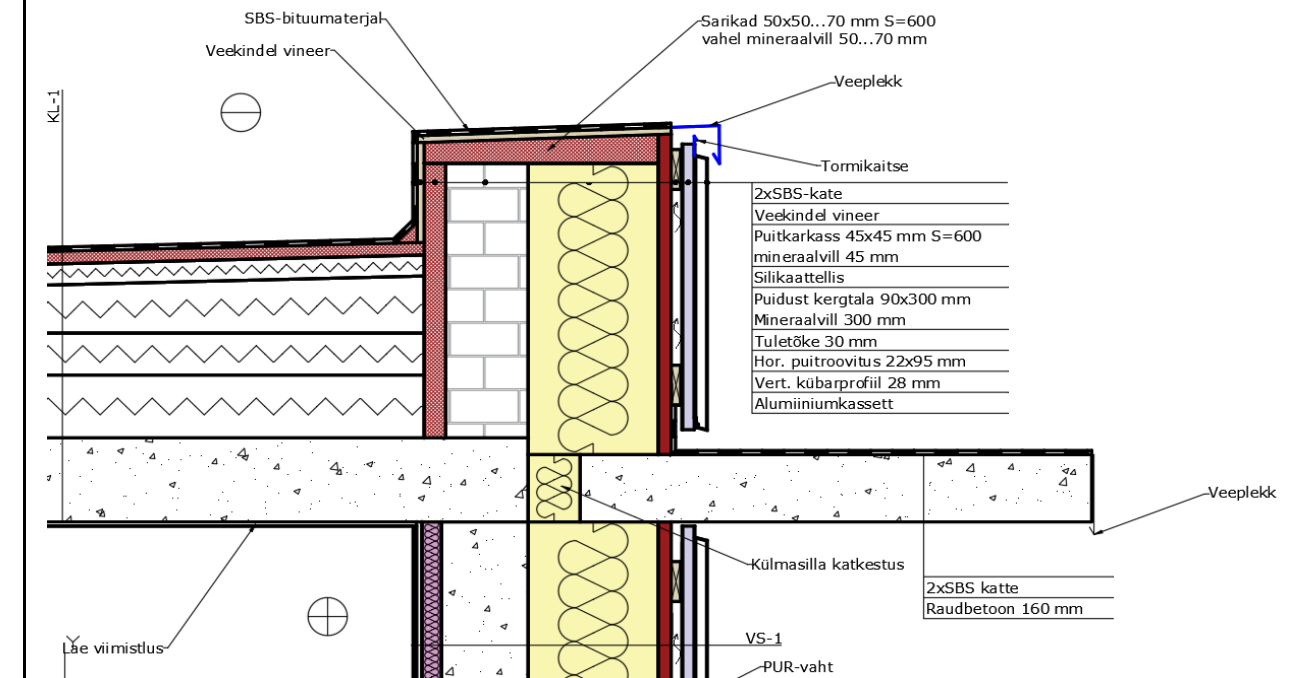 SBS-bituumaterjal
Veekindel vineer
Sarikad 50x50...70 mm S=600
vahel mineraalvill 50...70 mm
Veeplekk
KL-1
Tormikaitse
2xSBS-kate
Veekindel vineer
Puitkarkass 45x45 mm S=600
mineraalvill 45 mm
Silikaattellis
Puidust kergtala 90x300 mm
Mineraalvill 300 mm
Tuletõke 30 mm
Hor. puitroovitus 22x95 mm
Vert. kübarprofiil 28 mm
Alumiiniumkassett
Veeplekk
Külmasilla katkestus
2xSBS katte
Raudbetoon 160 mm
Lae viimistlus
VS-1
PUR-vaht